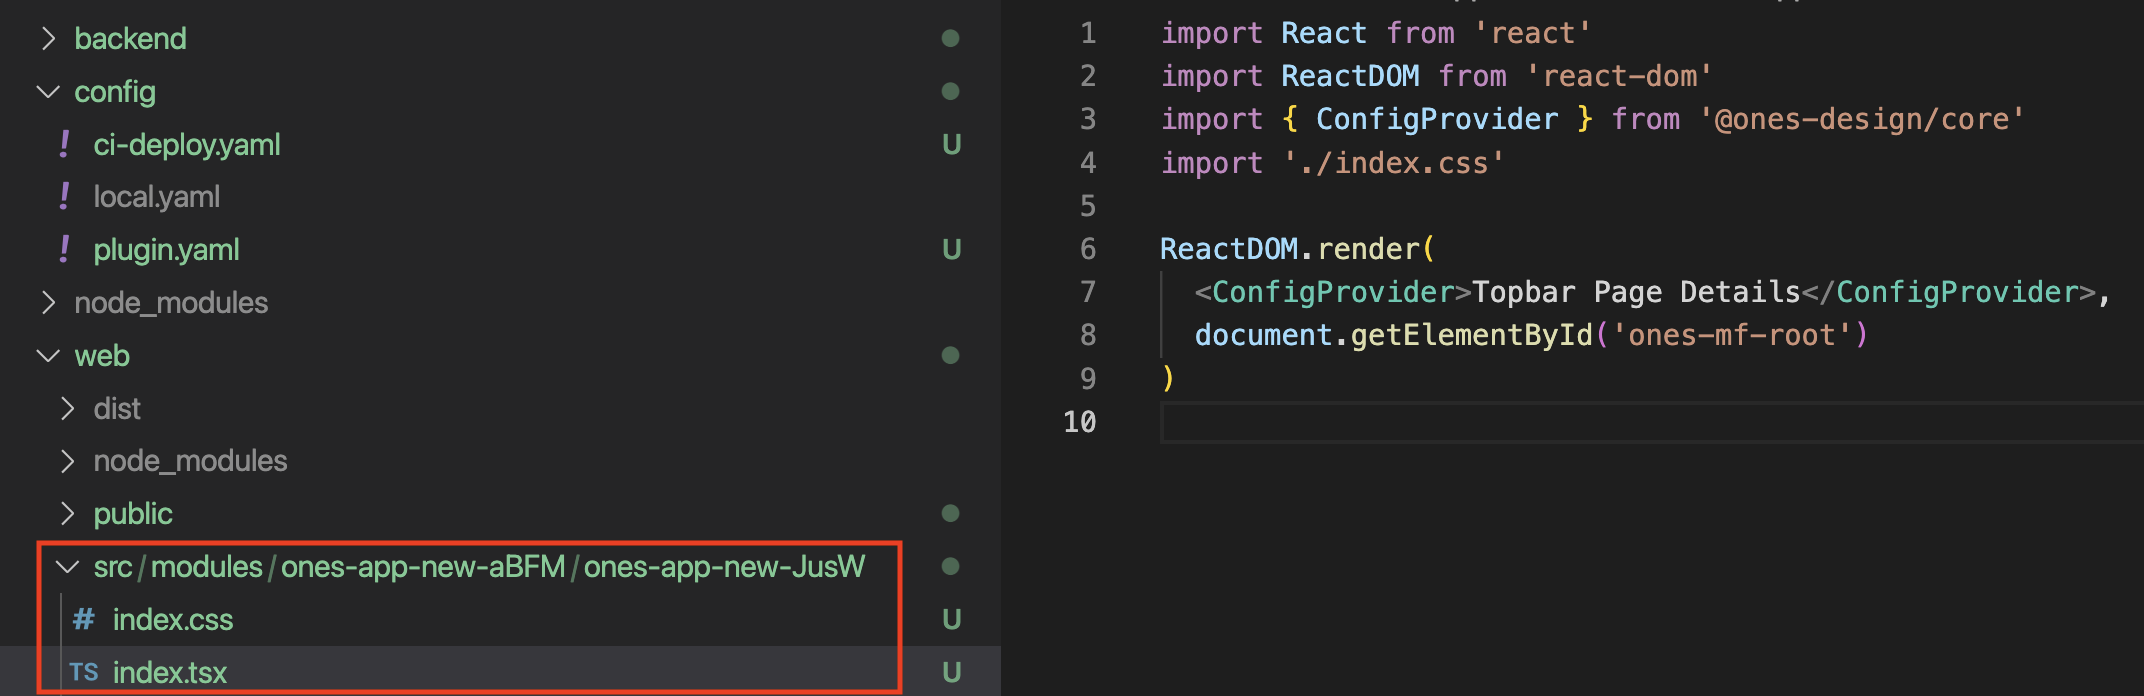 backend
config
! ci-deploy.yaml U
! local.yaml
! plugin.yaml U
node_modules
web
dist
node_modules
public
src/modules/ones-app-new-aBFM/ones-app-new-JusW
# index.css U
TS index.tsx U
1 import React from 'react'
2 import ReactDOM from 'react-dom'
3 import { ConfigProvider } from '@ones-design/core'
4 import './index.css'
5
6 ReactDOM.render(
7 <ConfigProvider>Topbar Page Details</ConfigProvider>,
8 document.getElementById('ones-mf-root')
9 )
10